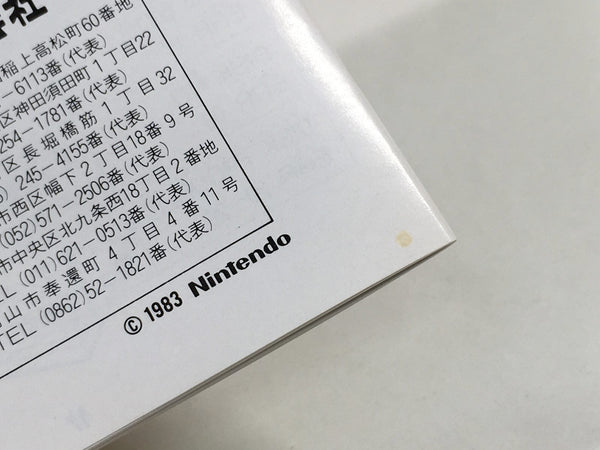 会社
稲上高松町60番地
-6113番(代表)
区神田須田町1丁目22
254-1781番(代表)
区長堀橋筋1丁目32
) 245-4155番(代表)
市西区幅下2丁目18番9号
(052)571-2506番(代表)
市中央区北九条西18丁目2番地
TEL (011)621-0513番(代表)
山市奉還町4丁目4番11号
TEL (0862)52-1821番(代表)
© 1983 Nintendo